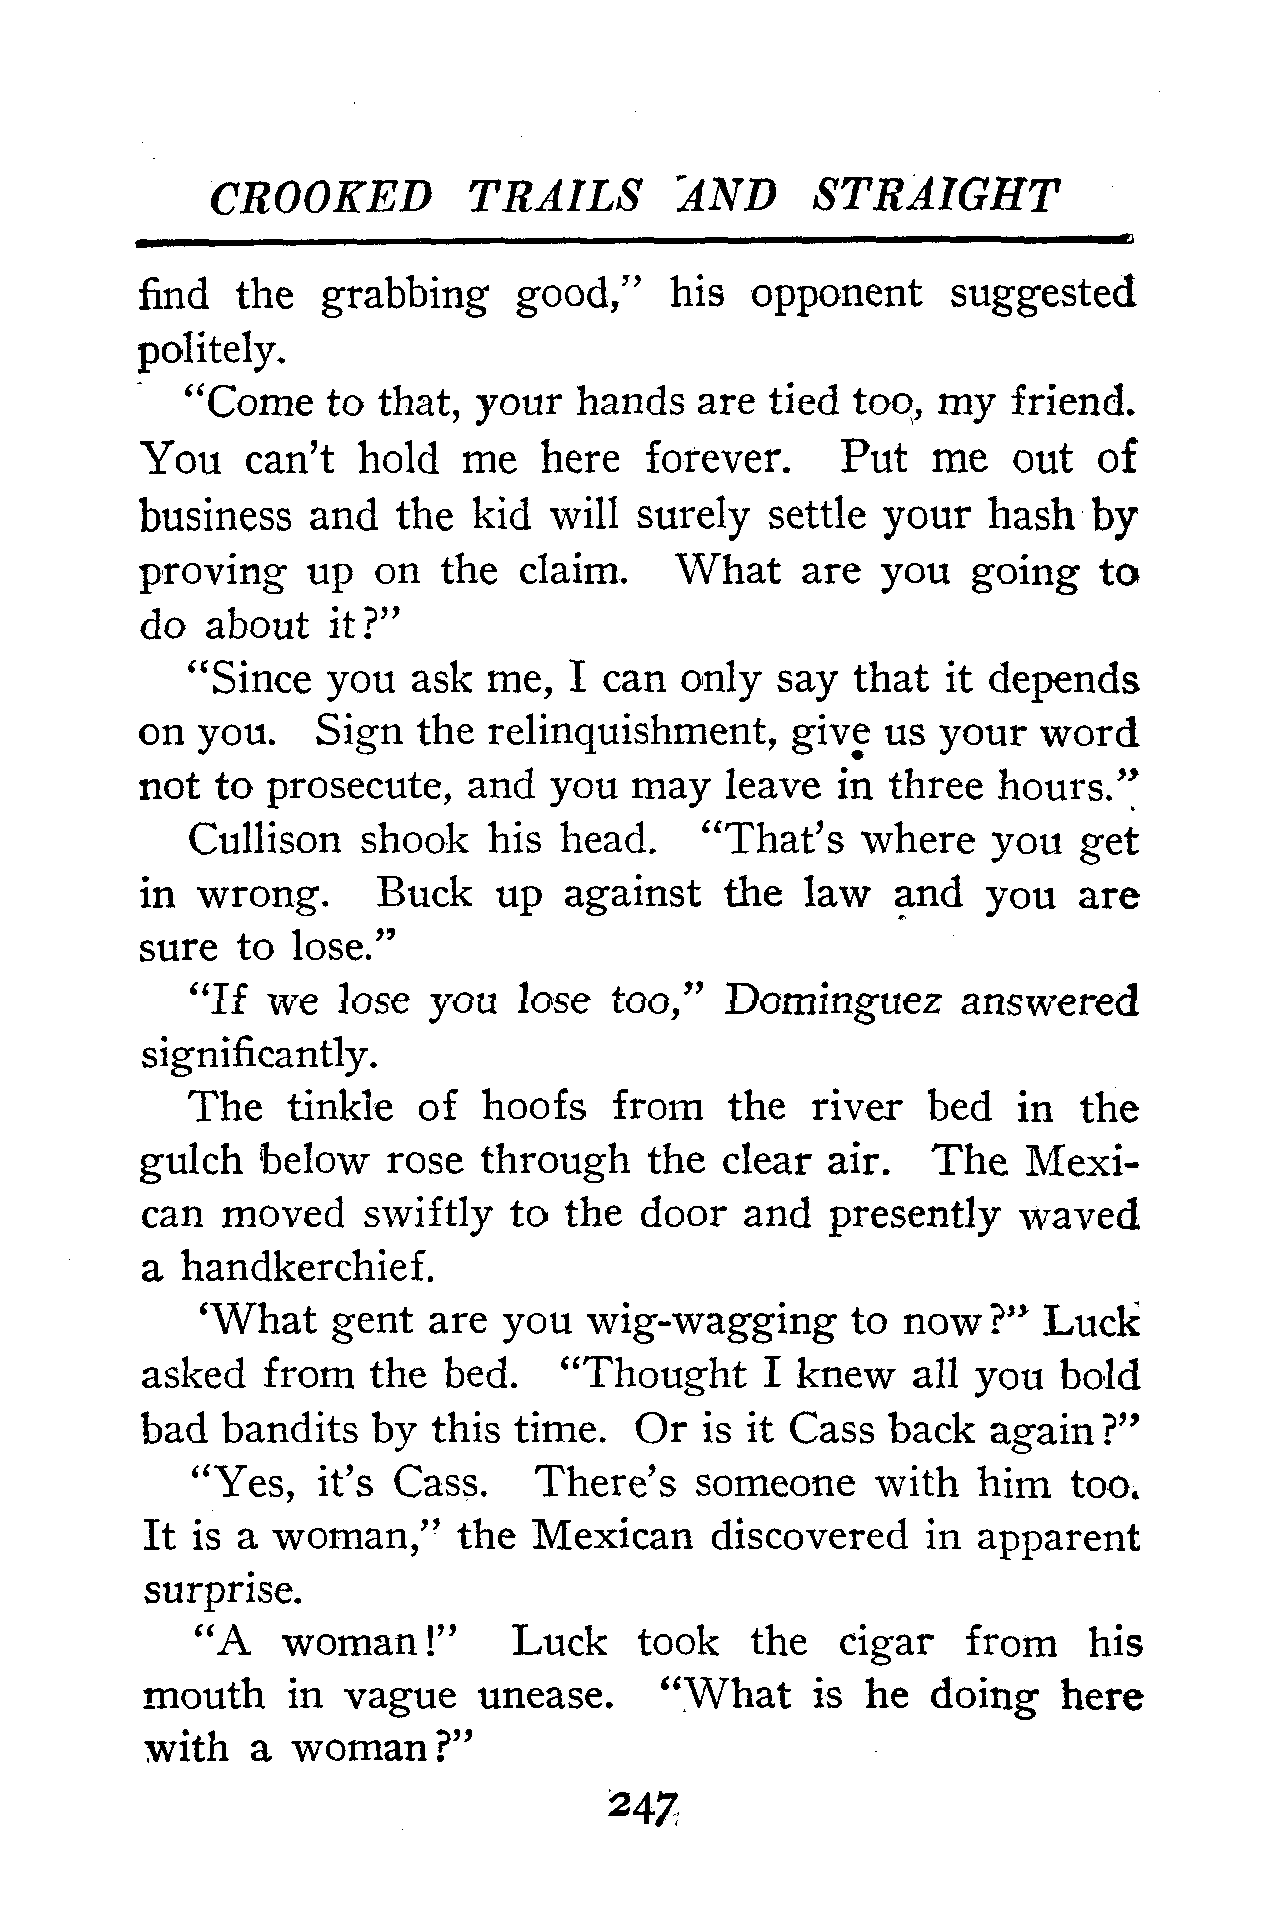 CROOKED TRAILS AND STRAIGHT
find the grabbing good,” his opponent suggested
politely.
“Come to that, your hands are tied too, my friend.
You can’t hold me here forever. Put me out of
business and the kid will surely settle your hash by
proving up on the claim. What are you going to
do about it?”
“Since you ask me, I can only say that it depends
on you. Sign the relinquishment, give us your word
not to prosecute, and you may leave in three hours.”
Cullison shook his head. “That’s where you get
in wrong. Buck up against the law and you are
sure to lose.”
“If we lose you lose too,” Dominguez answered
significantly.
The tinkle of hoofs from the river bed in the
gulch below rose through the clear air. The Mexi-
can moved swiftly to the door and presently waved
a handkerchief.
‘What gent are you wig-wagging to now?” Luck
asked from the bed. “Thought I knew all you bold
bad bandits by this time. Or is it Cass back again?”
“Yes, it’s Cass. There’s someone with him too.
It is a woman,” the Mexican discovered in apparent
surprise.
“A woman!” Luck took the cigar from his
mouth in vague unease. “What is he doing here
with a woman?”
247